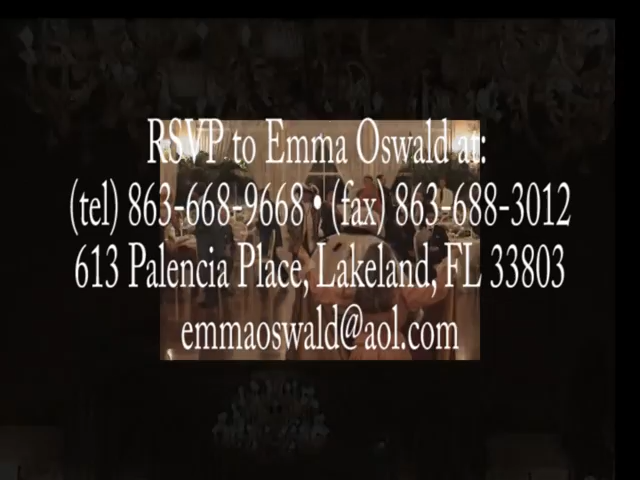 RSVP to Emma Oswald at:
(tel) 863-668-9668 • (fax) 863-688-3012
613 Palencia Place, Lakeland, FL 33803
emmaoswald@aol.com